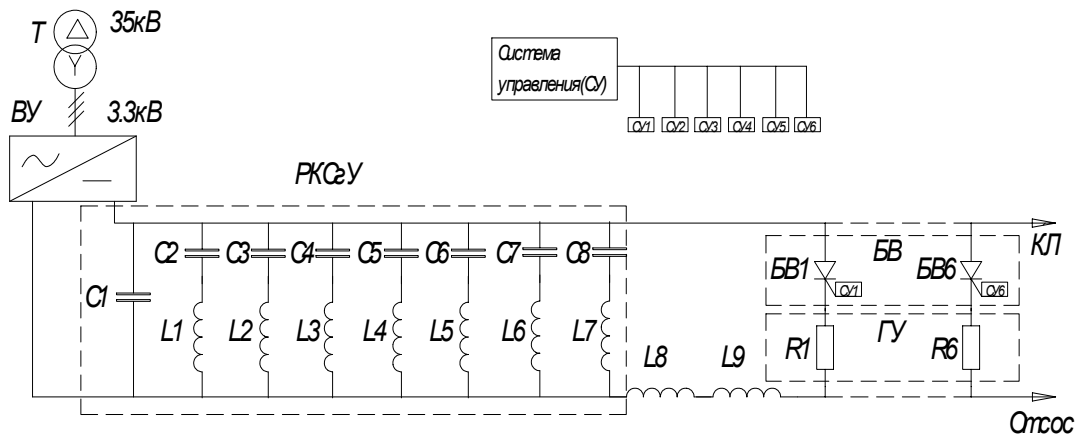 Т
35кВ
ВУ
3.3кВ
Система
управления(СУ)
СУ1 СУ2 СУ3 СУ4 СУ5 СУ6
РКСгУ
С1
С2 С3 С4 С5 С6 С7 С8
L1 L2 L3 L4 L5 L6 L7
L8 L9
БВ1
БВ
БВ6
СУ1
СУ6
КЛ
R1
ГУ
R6
Отсос